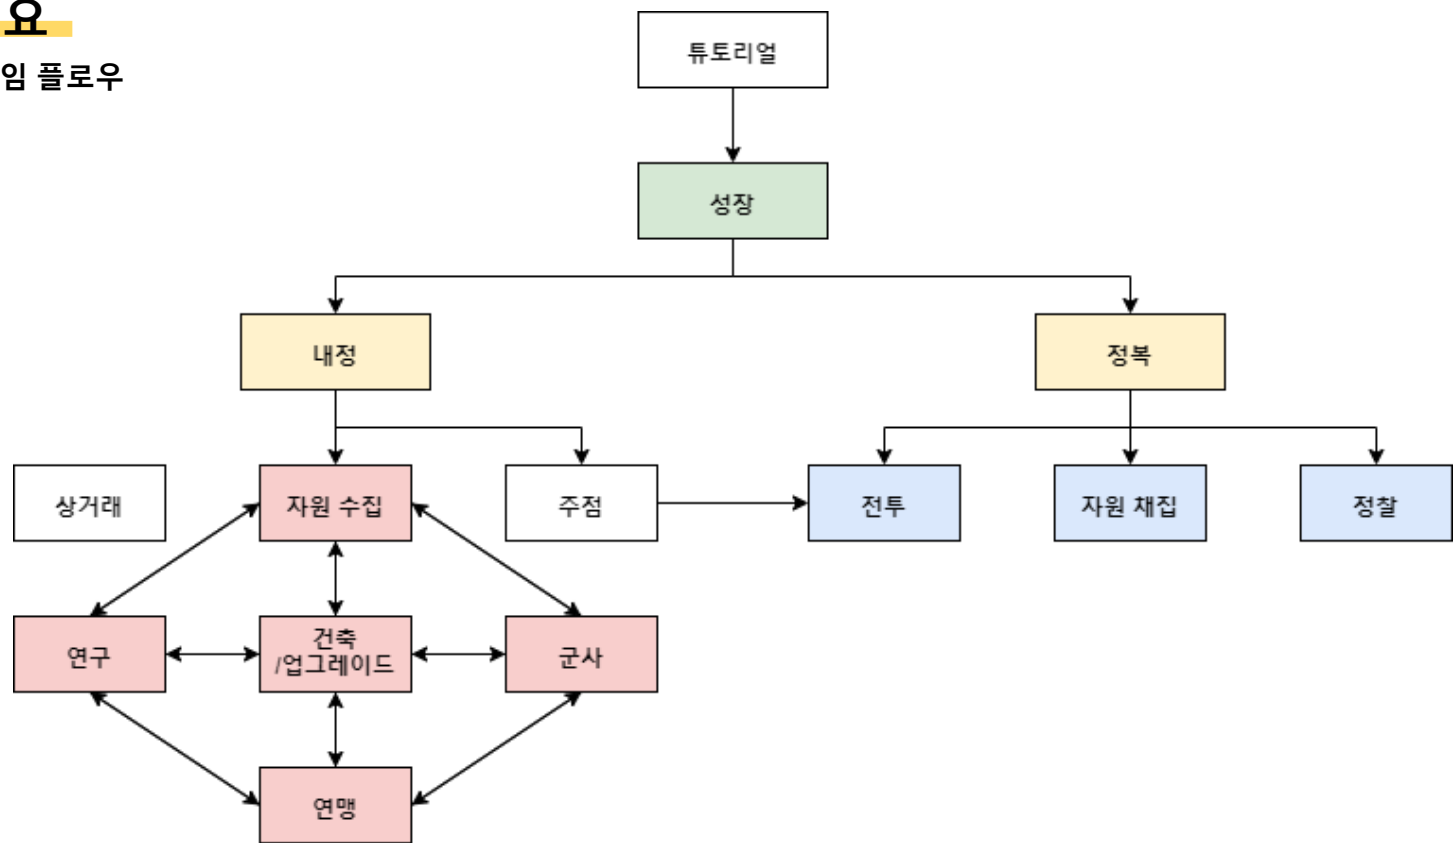 요
임 플로우
튜토리얼
성장
내정
정복
상거래
자원 수집
주점
전투
자원 채집
정찰
연구
건축
/업그레이드
군사
연맹